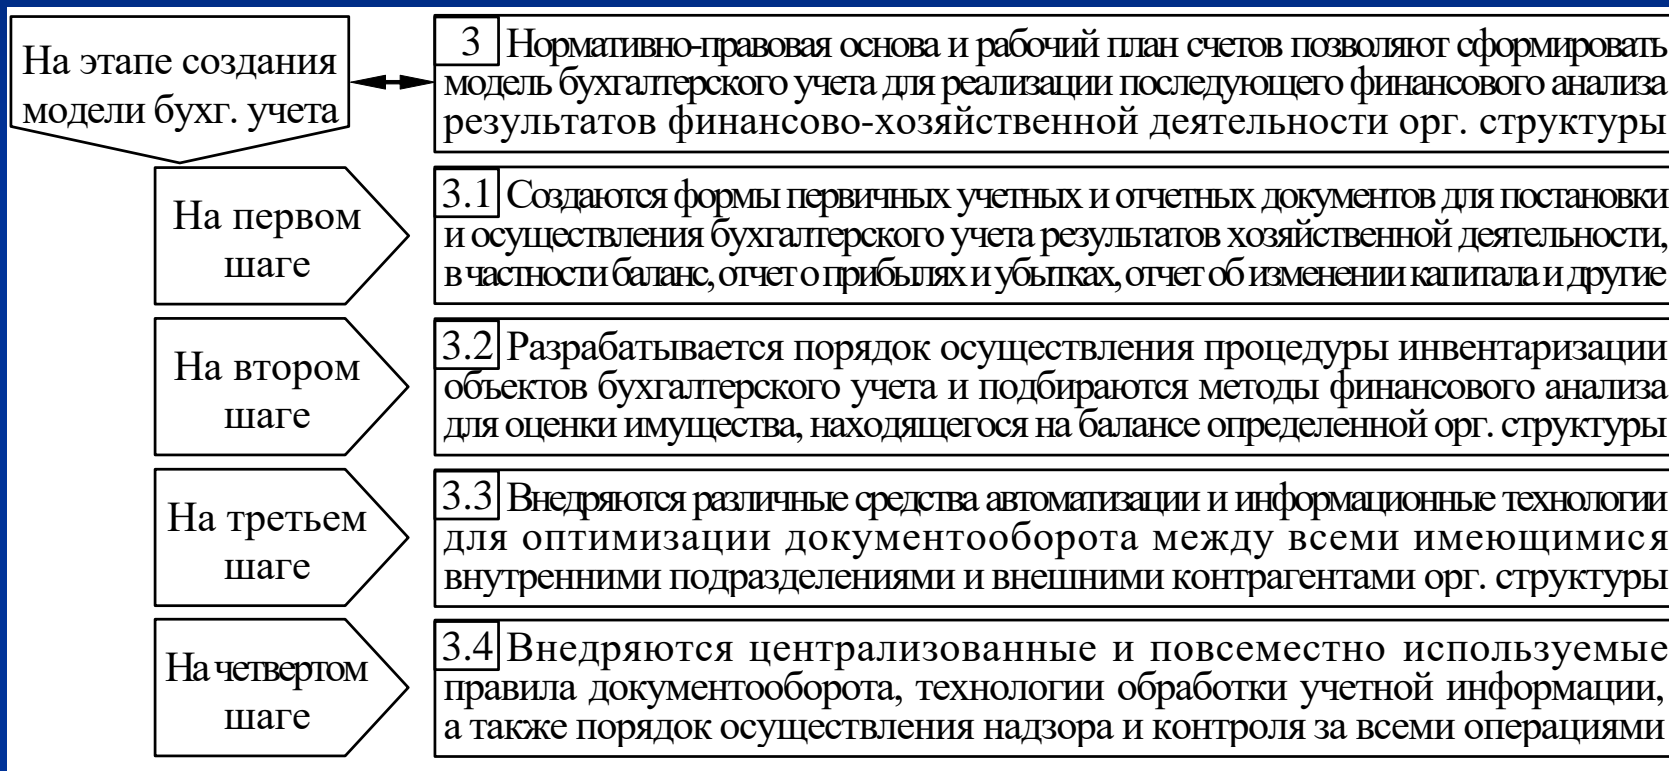 На этапе создания
модели бухг. учета
3 Нормативно-правовая основа и рабочий план счетов позволяют сформировать
модель бухгалтерского учета для реализации последующего финансового анализа
результатов финансово-хозяйственной деятельности орг. структуры
На первом
шаге
3.1 Создаются формы первичных учетных и отчетных документов для постановки
и осуществления бухгалтерского учета результатов хозяйственной деятельности,
в частности баланс, отчет о прибылях и убытках, отчет об изменении капитала и другие
На втором
шаге
3.2 Разрабатывается порядок осуществления процедуры инвентаризации
объектов бухгалтерского учета и подбираются методы финансового анализа
для оценки имущества, находящегося на балансе определенной орг. структуры
На третьем
шаге
3.3 Внедряются различные средства автоматизации и информационные технологии
для оптимизации документооборота между всеми имеющимися
внутренними подразделениями и внешними контрагентами орг. структуры
На четвертом
шаге
3.4 Внедряются централизованные и повсеместно используемые
правила документооборота, технологии обработки учетной информации,
а также порядок осуществления надзора и контроля за всеми операциями